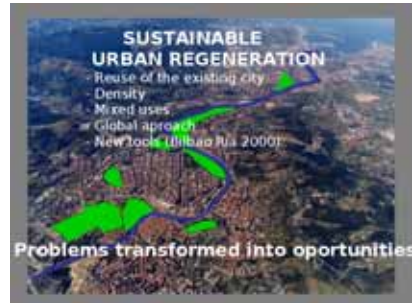 SUSTAINABLE
URBAN REGENERATION
- Reuse of the existing city
- Density
- Mixed uses
- Global aproach
- New tools (Bilbao Ria 2000)
Problems transformed into oportunities